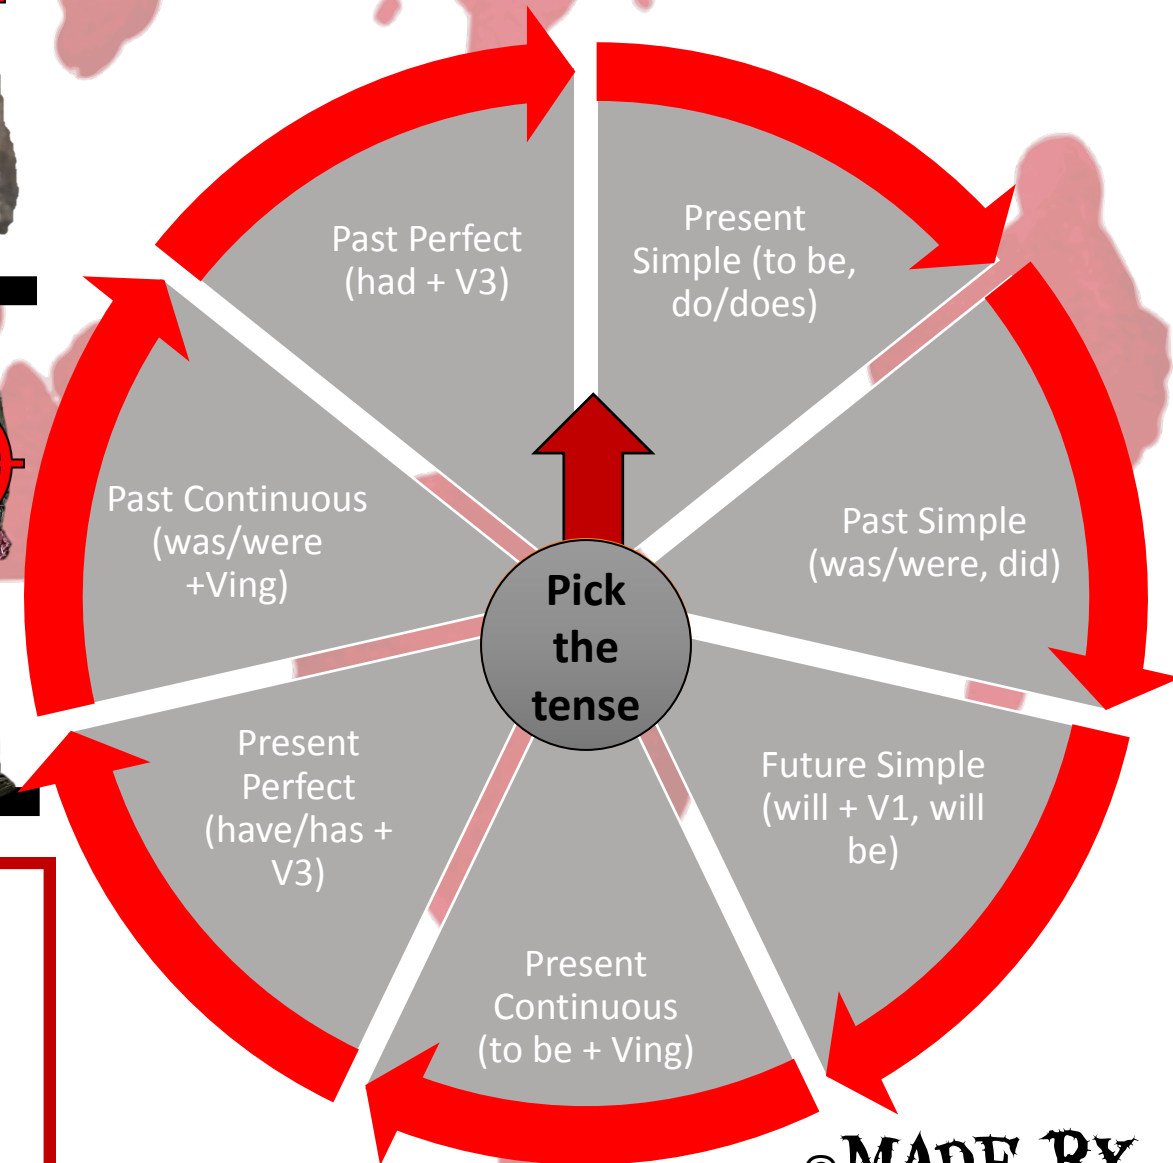 Past Perfect
(had + V3)
Present
Simple (to be,
do/does)
Past Continuous
(was/were
+Ving)
Past Simple
(was/were, did)
Pick
the
tense
Present
Perfect
(have/has +
V3)
Future Simple
(will + V1, will
be)
Present
Continuous
(to be + Ving)
©MADE BY